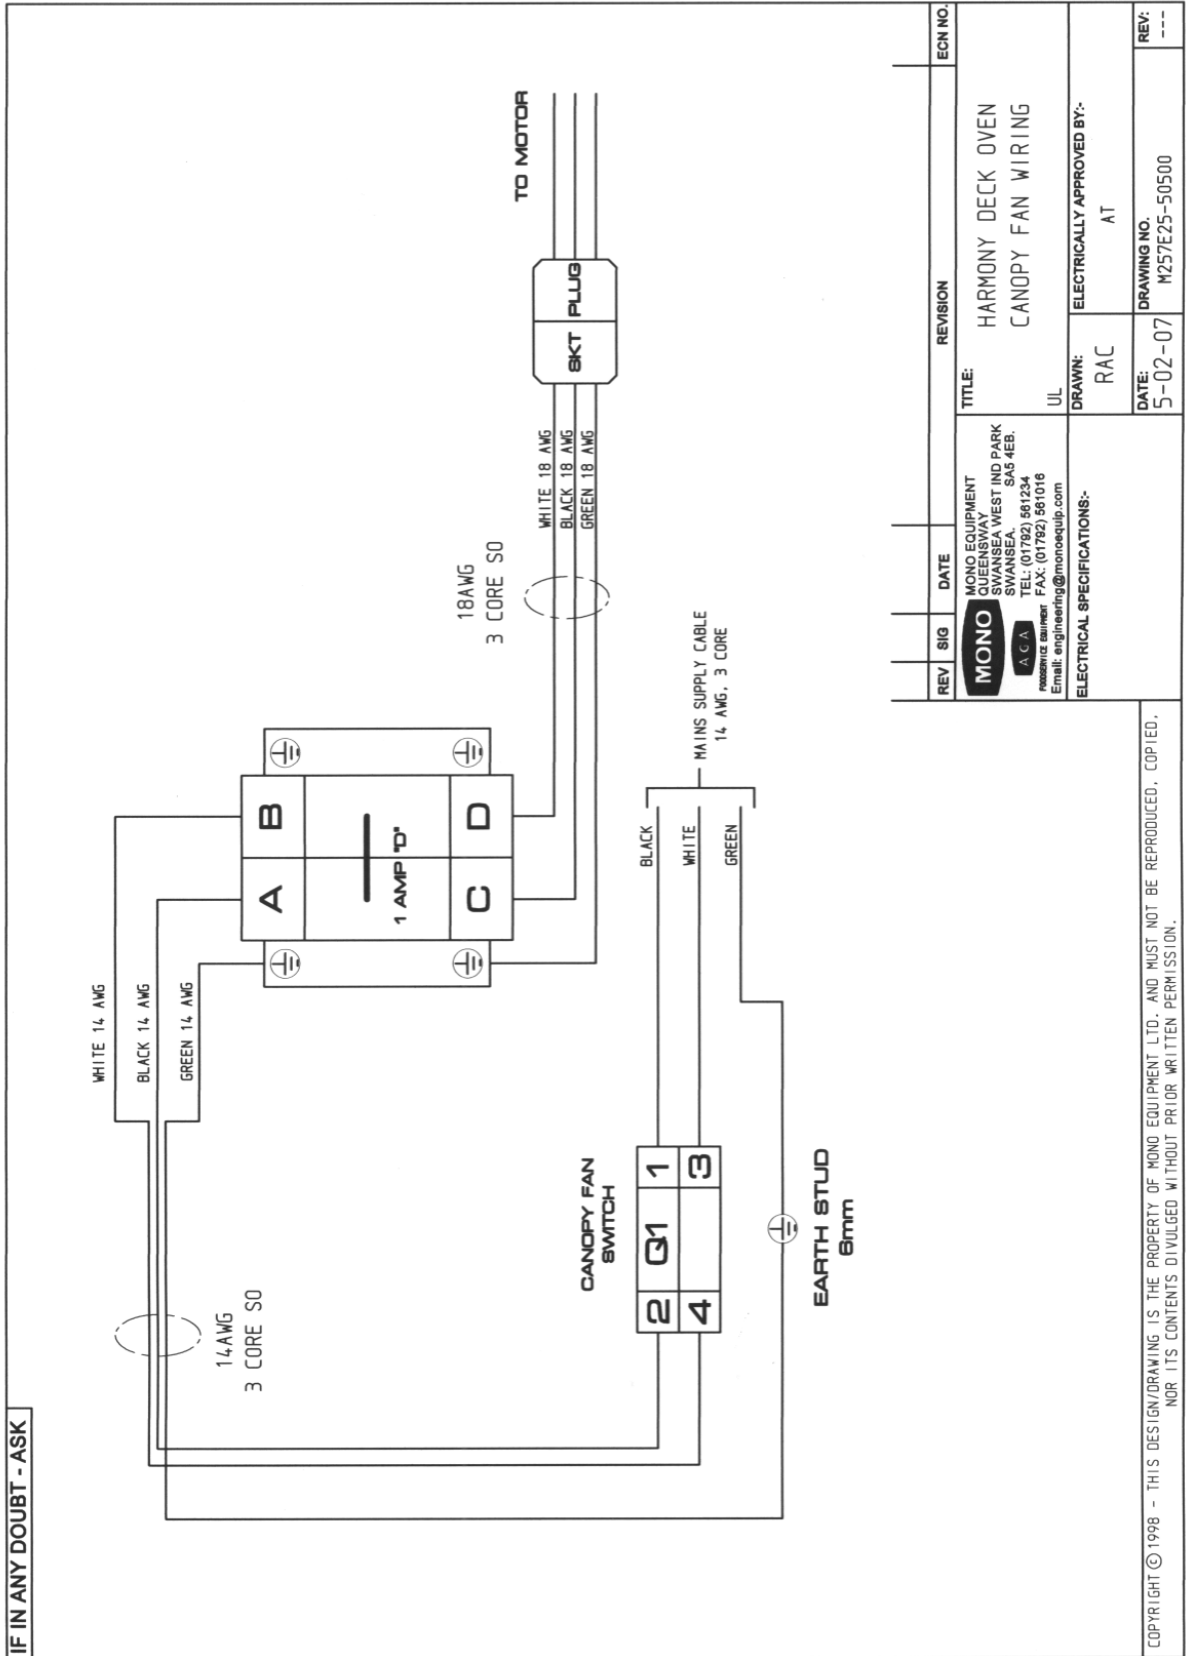 IF IN ANY DOUBT - ASK
WHITE 14 AWG
BLACK 14 AWG
GREEN 14 AWG
14AWG
3 CORE SO
B
A
1 AMP "D"
D
C
18AWG
3 CORE SO
WHITE 18 AWG
BLACK 18 AWG
GREEN 18 AWG
SKT
PLUG
TO MOTOR
CANOPY FAN
SWITCH
2
Q1
1
4
3
BLACK
WHITE
GREEN
MAINS SUPPLY CABLE
14 AWG, 3 CORE
EARTH STUD
6mm
REV
SIG
DATE
REVISION
ECN NO.
MONO
AGA
FOODSERVICE EQUIPMENT
MONO EQUIPMENT
QUEENSWAY
SWANSEA WEST IND PARK
SWANSEA. SA5 4EB.
TEL: (01792) 561234
FAX: (01792) 561016
Email: engineering@monoequip.com
TITLE:
HARMONY DECK OVEN
CANOPY FAN WIRING
UL
ELECTRICAL SPECIFICATIONS:-
DRAWN:
RAC
ELECTRICALLY APPROVED BY:-
AT
DATE:
5-02-07
DRAWING NO.
M257E25-50500
REV:
---
COPYRIGHT © 1998 - THIS DESIGN/DRAWING IS THE PROPERTY OF MONO EQUIPMENT LTD. AND MUST NOT BE REPRODUCED, COPIED,
NOR ITS CONTENTS DIVULGED WITHOUT PRIOR WRITTEN PERMISSION.